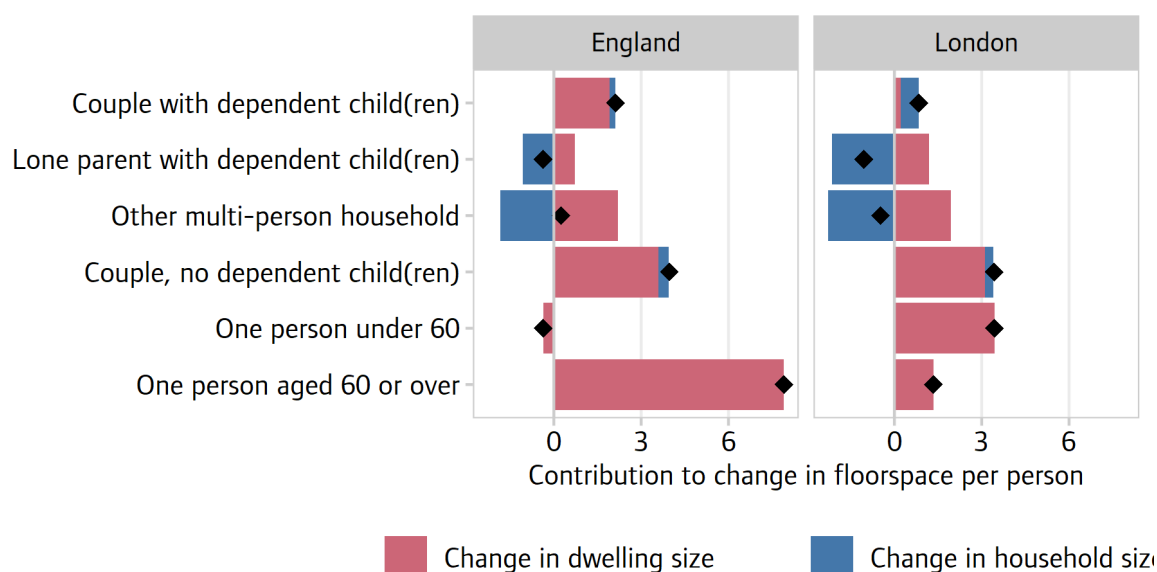 England London
Couple with dependent child(ren)
Lone parent with dependent child(ren)
Other multi-person household
Couple, no dependent child(ren)
One person under 60
One person aged 60 or over
0 3 6 0 3 6
Contribution to change in floorspace per person
Change in dwelling size Change in household size